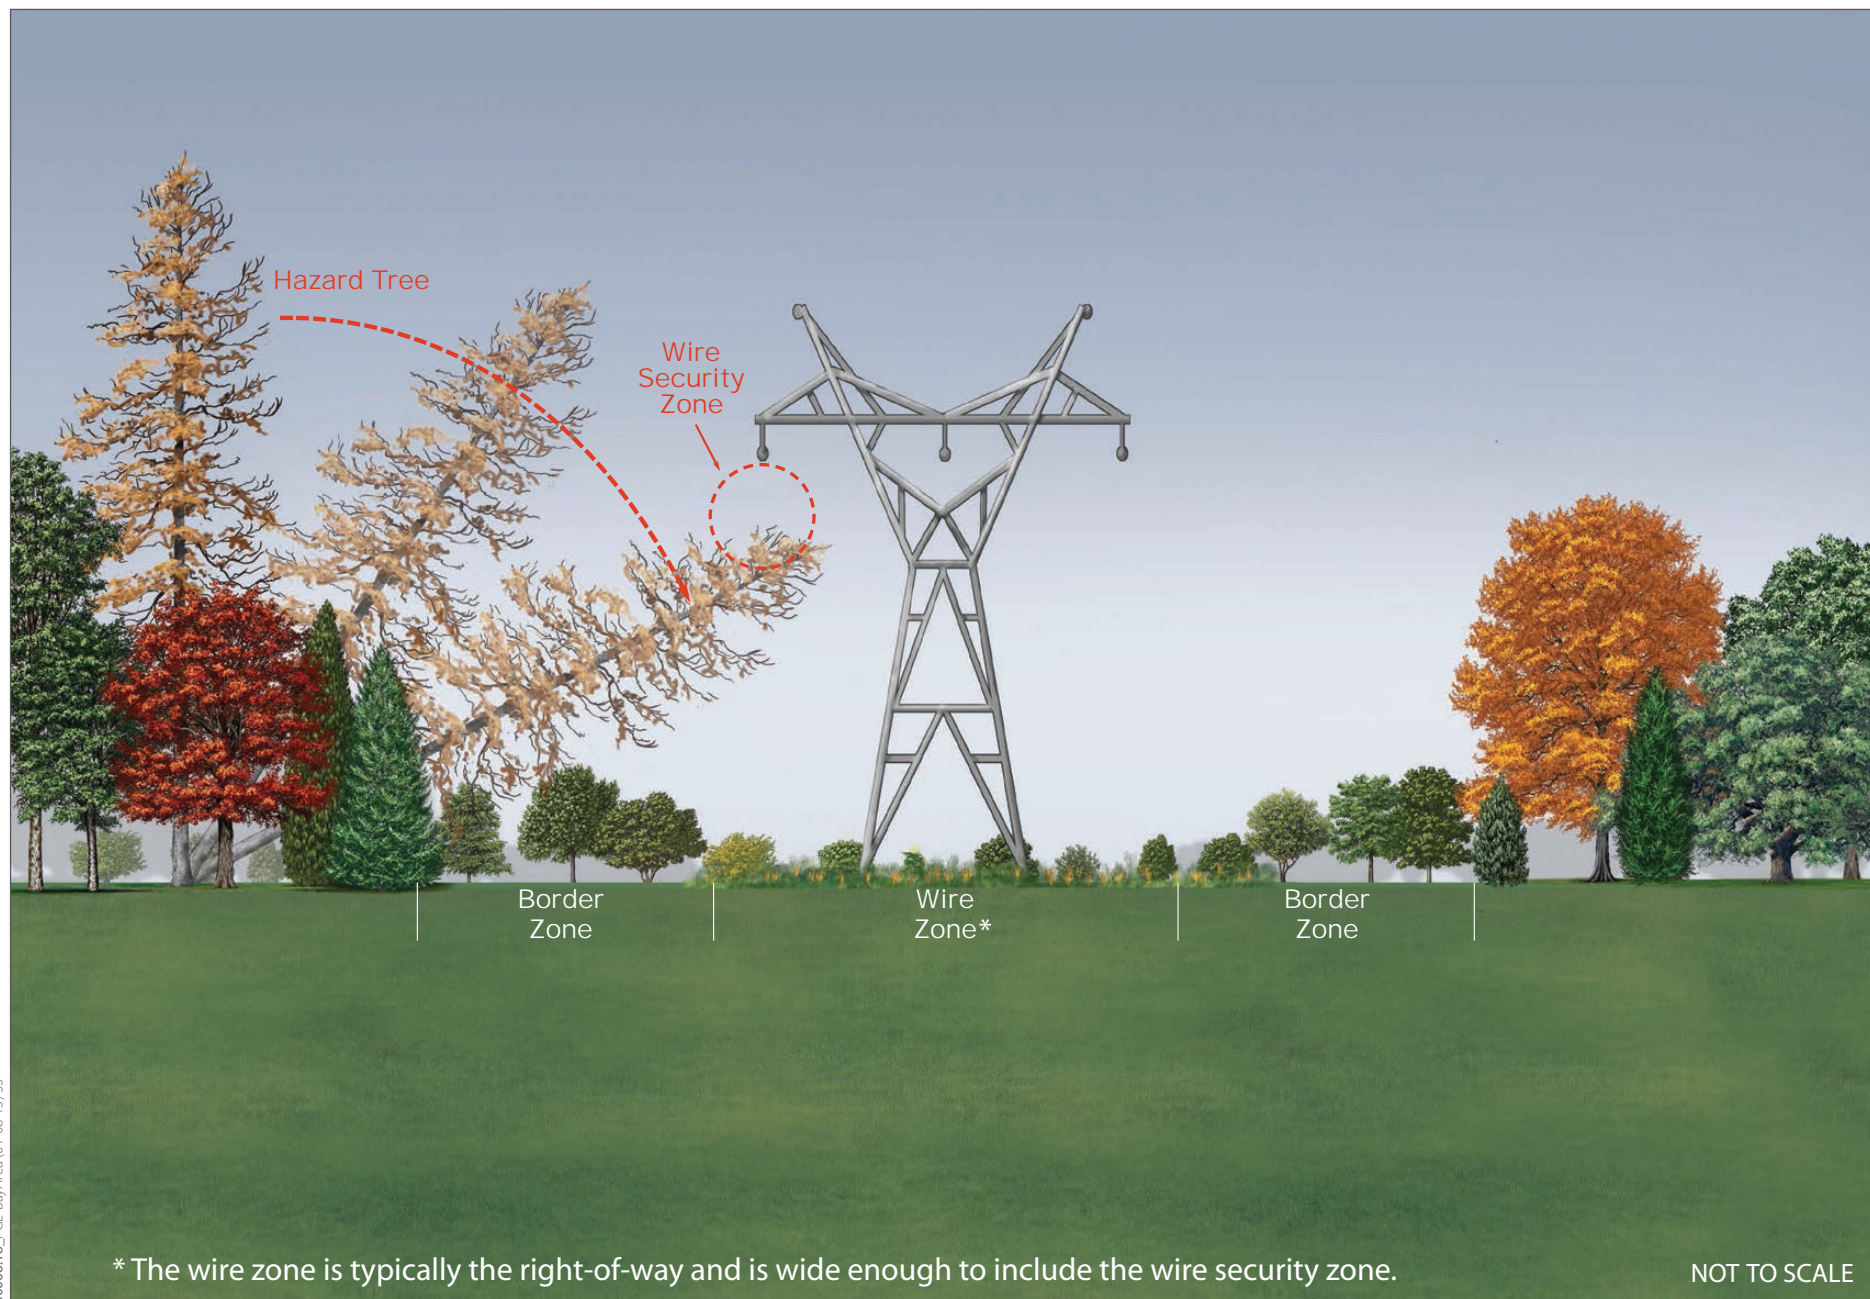 Hazard Tree
Wire
Security
Zone
Border
Zone
Wire
Zone*
Border
Zone
* The wire zone is typically the right-of-way and is wide enough to include the wire security zone.
NOT TO SCALE